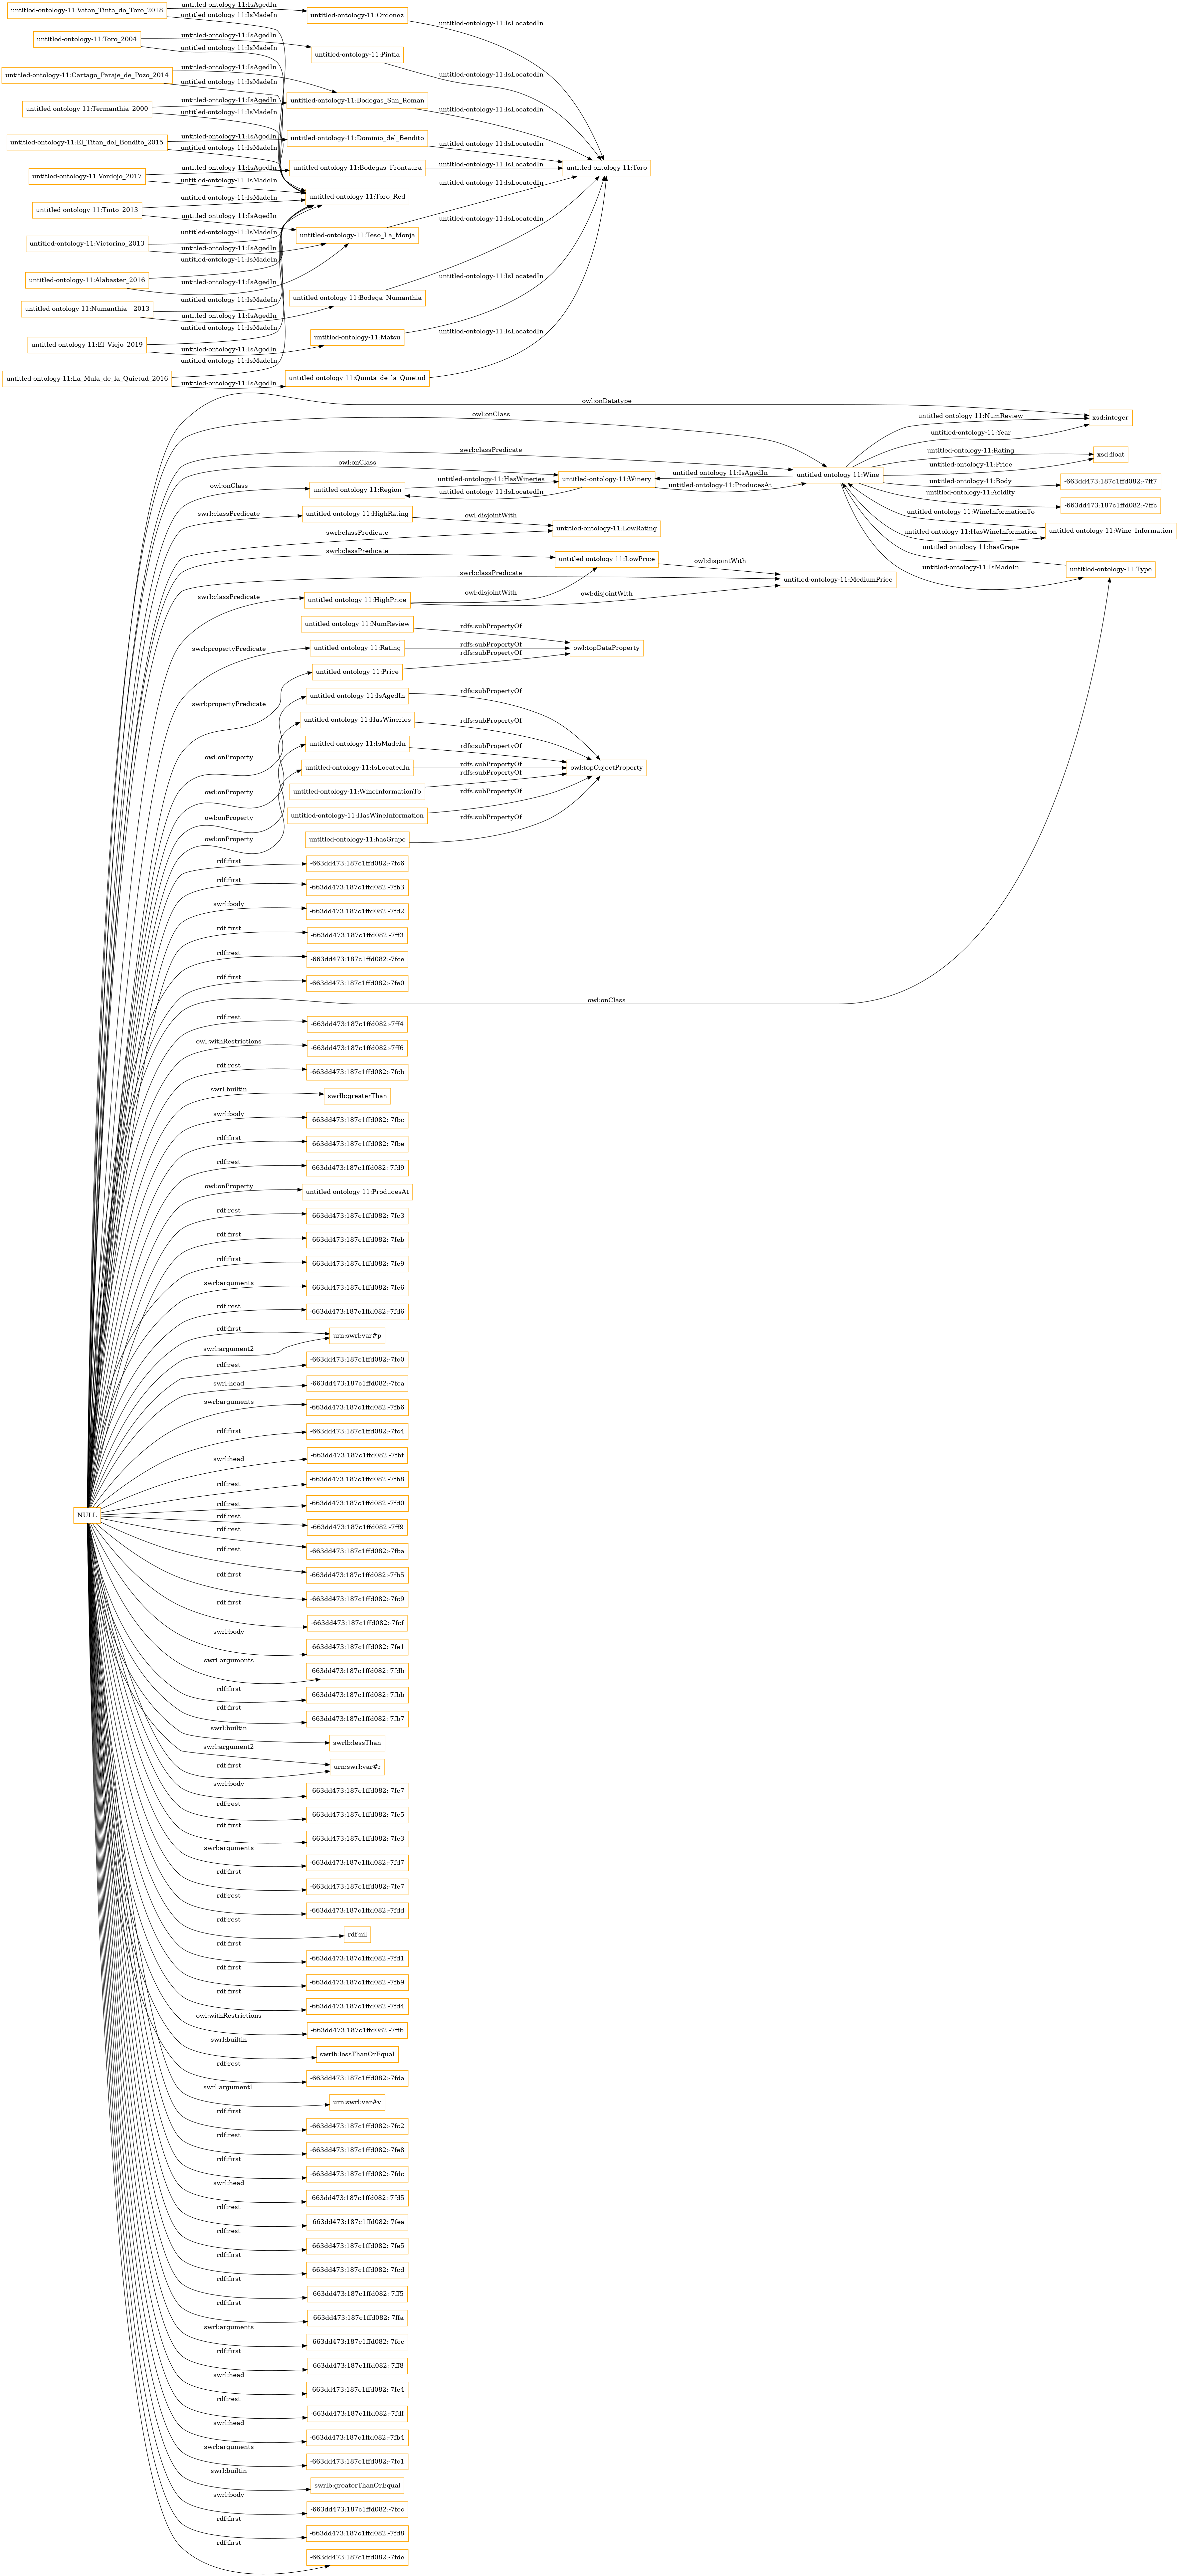 untitled-ontology-11:Vatan_Tinta_de_Toro_2018
untitled-ontology-11:IsAgedIn
untitled-ontology-11:IsMadeIn
untitled-ontology-11:Ordonez
untitled-ontology-11:IsLocatedIn
untitled-ontology-11:Toro_2004
untitled-ontology-11:IsAgedIn
untitled-ontology-11:IsMadeIn
untitled-ontology-11:Pintia
untitled-ontology-11:IsLocatedIn
untitled-ontology-11:Cartago_Paraje_de_Pozo_2014
untitled-ontology-11:IsAgedIn
untitled-ontology-11:IsMadeIn
untitled-ontology-11:Bodegas_San_Roman
untitled-ontology-11:IsLocatedIn
untitled-ontology-11:Termanthia_2000
untitled-ontology-11:IsAgedIn
untitled-ontology-11:IsMadeIn
untitled-ontology-11:El_Titan_del_Bendito_2015
untitled-ontology-11:IsAgedIn
untitled-ontology-11:IsMadeIn
untitled-ontology-11:Dominio_del_Bendito
untitled-ontology-11:IsLocatedIn
untitled-ontology-11:Verdejo_2017
untitled-ontology-11:IsAgedIn
untitled-ontology-11:IsMadeIn
untitled-ontology-11:Bodegas_Frontaura
untitled-ontology-11:IsLocatedIn
untitled-ontology-11:Toro
untitled-ontology-11:Tinto_2013
untitled-ontology-11:IsMadeIn
untitled-ontology-11:IsAgedIn
untitled-ontology-11:Toro_Red
untitled-ontology-11:IsLocatedIn
untitled-ontology-11:Victorino_2013
untitled-ontology-11:IsMadeIn
untitled-ontology-11:IsAgedIn
untitled-ontology-11:Teso_La_Monja
untitled-ontology-11:IsLocatedIn
untitled-ontology-11:Alabaster_2016
untitled-ontology-11:IsMadeIn
untitled-ontology-11:IsAgedIn
untitled-ontology-11:Numanthia__2013
untitled-ontology-11:IsMadeIn
untitled-ontology-11:IsAgedIn
untitled-ontology-11:Bodega_Numanthia
untitled-ontology-11:IsLocatedIn
untitled-ontology-11:El_Viejo_2019
untitled-ontology-11:IsMadeIn
untitled-ontology-11:IsAgedIn
untitled-ontology-11:Matsu
untitled-ontology-11:IsLocatedIn
untitled-ontology-11:La_Mula_de_la_Quietud_2016
untitled-ontology-11:IsMadeIn
untitled-ontology-11:IsAgedIn
untitled-ontology-11:Quinta_de_la_Quietud
owl:onDatatype
xsd:integer
owl:onClass
untitled-ontology-11:NumReview
untitled-ontology-11:Year
swrl:classPredicate
untitled-ontology-11:Rating
xsd:float
owl:onClass
untitled-ontology-11:Winery
untitled-ontology-11:IsAgedIn
untitled-ontology-11:ProducesAt
untitled-ontology-11:Wine
untitled-ontology-11:Price
untitled-ontology-11:Body
-663dd473:187c1ffd082:-7ff7
owl:onClass
untitled-ontology-11:Region
untitled-ontology-11:HasWineries
untitled-ontology-11:IsLocatedIn
untitled-ontology-11:Acidity
-663dd473:187c1ffd082:-7ffc
swrl:classPredicate
untitled-ontology-11:HighRating
owl:disjointWith
untitled-ontology-11:LowRating
untitled-ontology-11:WineInformationTo
untitled-ontology-11:Wine_Information
swrl:classPredicate
untitled-ontology-11:HasWineInformation
swrl:classPredicate
untitled-ontology-11:LowPrice
owl:disjointWith
untitled-ontology-11:hasGrape
untitled-ontology-11:IsMadeIn
untitled-ontology-11:Type
swrl:classPredicate
untitled-ontology-11:MediumPrice
swrl:classPredicate
untitled-ontology-11:HighPrice
owl:disjointWith
owl:disjointWith
untitled-ontology-11:NumReview
rdfs:subPropertyOf
swrl:propertyPredicate
untitled-ontology-11:Rating
rdfs:subPropertyOf
owl:topDataProperty
untitled-ontology-11:Price
rdfs:subPropertyOf
swrl:propertyPredicate
untitled-ontology-11:IsAgedIn
rdfs:subPropertyOf
untitled-ontology-11:HasWineries
rdfs:subPropertyOf
owl:onProperty
untitled-ontology-11:IsMadeIn
rdfs:subPropertyOf
owl:onProperty
untitled-ontology-11:IsLocatedIn
rdfs:subPropertyOf
owl:topObjectProperty
untitled-ontology-11:WineInformationTo
rdfs:subPropertyOf
owl:onProperty
untitled-ontology-11:HasWineInformation
rdfs:subPropertyOf
owl:onProperty
untitled-ontology-11:hasGrape
rdfs:subPropertyOf
rdf:first
-663dd473:187c1ffd082:-7fc6
rdf:first
-663dd473:187c1ffd082:-7fb3
swrl:body
-663dd473:187c1ffd082:-7fd2
rdf:first
-663dd473:187c1ffd082:-7ff3
rdf:rest
-663dd473:187c1ffd082:-7fce
rdf:first
-663dd473:187c1ffd082:-7fe0
owl:onClass
rdf:rest
-663dd473:187c1ffd082:-7ff4
owl:withRestrictions
-663dd473:187c1ffd082:-7ff6
rdf:rest
-663dd473:187c1ffd082:-7fcb
swrl:builtin
swrlb:greaterThan
swrl:body
-663dd473:187c1ffd082:-7fbc
rdf:first
-663dd473:187c1ffd082:-7fbe
rdf:rest
-663dd473:187c1ffd082:-7fd9
owl:onProperty
untitled-ontology-11:ProducesAt
rdf:rest
-663dd473:187c1ffd082:-7fc3
rdf:first
-663dd473:187c1ffd082:-7feb
rdf:first
-663dd473:187c1ffd082:-7fe9
swrl:arguments
-663dd473:187c1ffd082:-7fe6
rdf:rest
-663dd473:187c1ffd082:-7fd6
rdf:first
urn:swrl:var#p
swrl:argument2
rdf:rest
-663dd473:187c1ffd082:-7fc0
swrl:head
-663dd473:187c1ffd082:-7fca
swrl:arguments
-663dd473:187c1ffd082:-7fb6
rdf:first
-663dd473:187c1ffd082:-7fc4
swrl:head
-663dd473:187c1ffd082:-7fbf
rdf:rest
-663dd473:187c1ffd082:-7fb8
rdf:rest
-663dd473:187c1ffd082:-7fd0
NULL
rdf:rest
-663dd473:187c1ffd082:-7ff9
rdf:rest
-663dd473:187c1ffd082:-7fba
rdf:rest
-663dd473:187c1ffd082:-7fb5
rdf:first
-663dd473:187c1ffd082:-7fc9
rdf:first
-663dd473:187c1ffd082:-7fcf
swrl:body
-663dd473:187c1ffd082:-7fe1
swrl:arguments
-663dd473:187c1ffd082:-7fdb
rdf:first
-663dd473:187c1ffd082:-7fbb
rdf:first
-663dd473:187c1ffd082:-7fb7
swrl:builtin
swrlb:lessThan
swrl:argument2
rdf:first
urn:swrl:var#r
swrl:body
-663dd473:187c1ffd082:-7fc7
rdf:rest
-663dd473:187c1ffd082:-7fc5
rdf:first
-663dd473:187c1ffd082:-7fe3
swrl:arguments
-663dd473:187c1ffd082:-7fd7
rdf:first
-663dd473:187c1ffd082:-7fe7
rdf:rest
-663dd473:187c1ffd082:-7fdd
rdf:rest
rdf:nil
rdf:first
-663dd473:187c1ffd082:-7fd1
rdf:first
-663dd473:187c1ffd082:-7fb9
rdf:first
-663dd473:187c1ffd082:-7fd4
owl:withRestrictions
-663dd473:187c1ffd082:-7ffb
swrl:builtin
swrlb:lessThanOrEqual
rdf:rest
-663dd473:187c1ffd082:-7fda
swrl:argument1
urn:swrl:var#v
rdf:first
-663dd473:187c1ffd082:-7fc2
rdf:rest
-663dd473:187c1ffd082:-7fe8
rdf:first
-663dd473:187c1ffd082:-7fdc
swrl:head
-663dd473:187c1ffd082:-7fd5
rdf:rest
-663dd473:187c1ffd082:-7fea
rdf:rest
-663dd473:187c1ffd082:-7fe5
rdf:first
-663dd473:187c1ffd082:-7fcd
rdf:first
-663dd473:187c1ffd082:-7ff5
rdf:first
-663dd473:187c1ffd082:-7ffa
swrl:arguments
-663dd473:187c1ffd082:-7fcc
rdf:first
-663dd473:187c1ffd082:-7ff8
swrl:head
-663dd473:187c1ffd082:-7fe4
rdf:rest
-663dd473:187c1ffd082:-7fdf
swrl:head
-663dd473:187c1ffd082:-7fb4
swrl:arguments
-663dd473:187c1ffd082:-7fc1
swrl:builtin
swrlb:greaterThanOrEqual
swrl:body
-663dd473:187c1ffd082:-7fec
rdf:first
-663dd473:187c1ffd082:-7fd8
rdf:first
-663dd473:187c1ffd082:-7fde